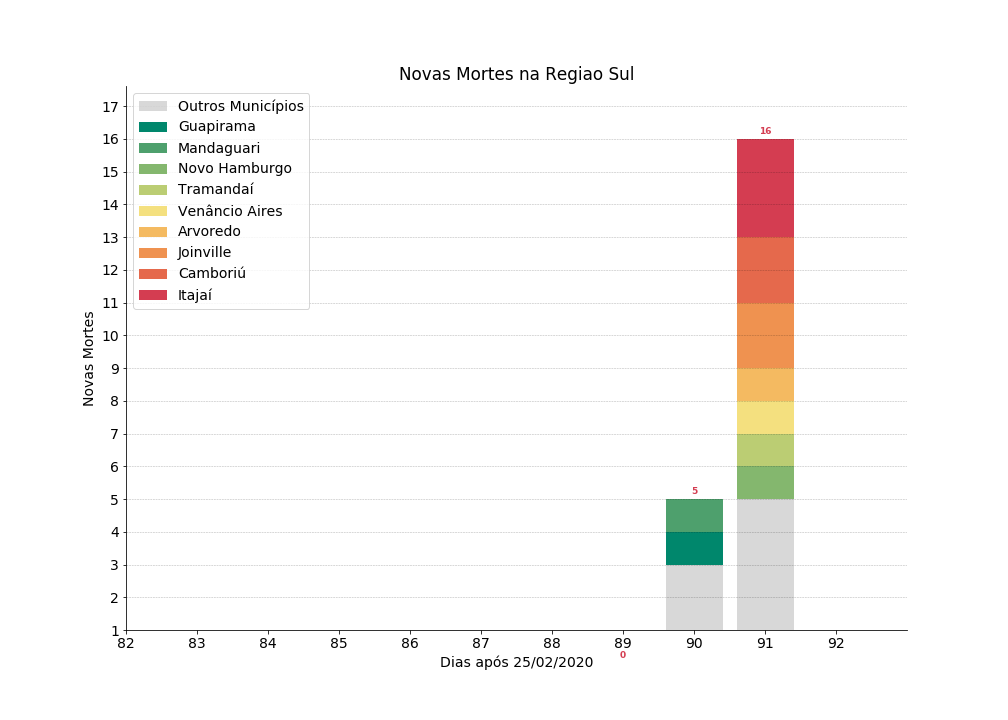 Novas Mortes na Regiao Sul
Outros Municípios
Guapirama
Mandaguari
Novo Hamburgo
Tramandaí
Venâncio Aires
Arvoredo
Joinville
Camboriú
Itajaí
Novas Mortes
17
16
15
14
13
12
11
10
9
8
7
6
5
4
3
2
1
16
5
0
82 83 84 85 86 87 88 89 90 91 92
Dias após 25/02/2020